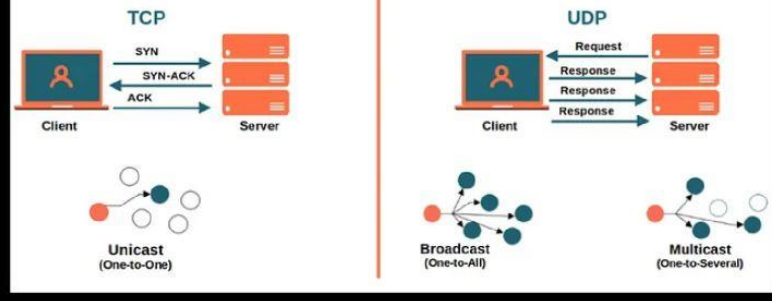 TCP
SYN
SYN-ACK
ACK
Client
Server
Unicast
(One-to-One)
UDP
Request
Response
Response
Response
Client
Server
Broadcast
(One-to-All)
Multicast
(One-to-Several)